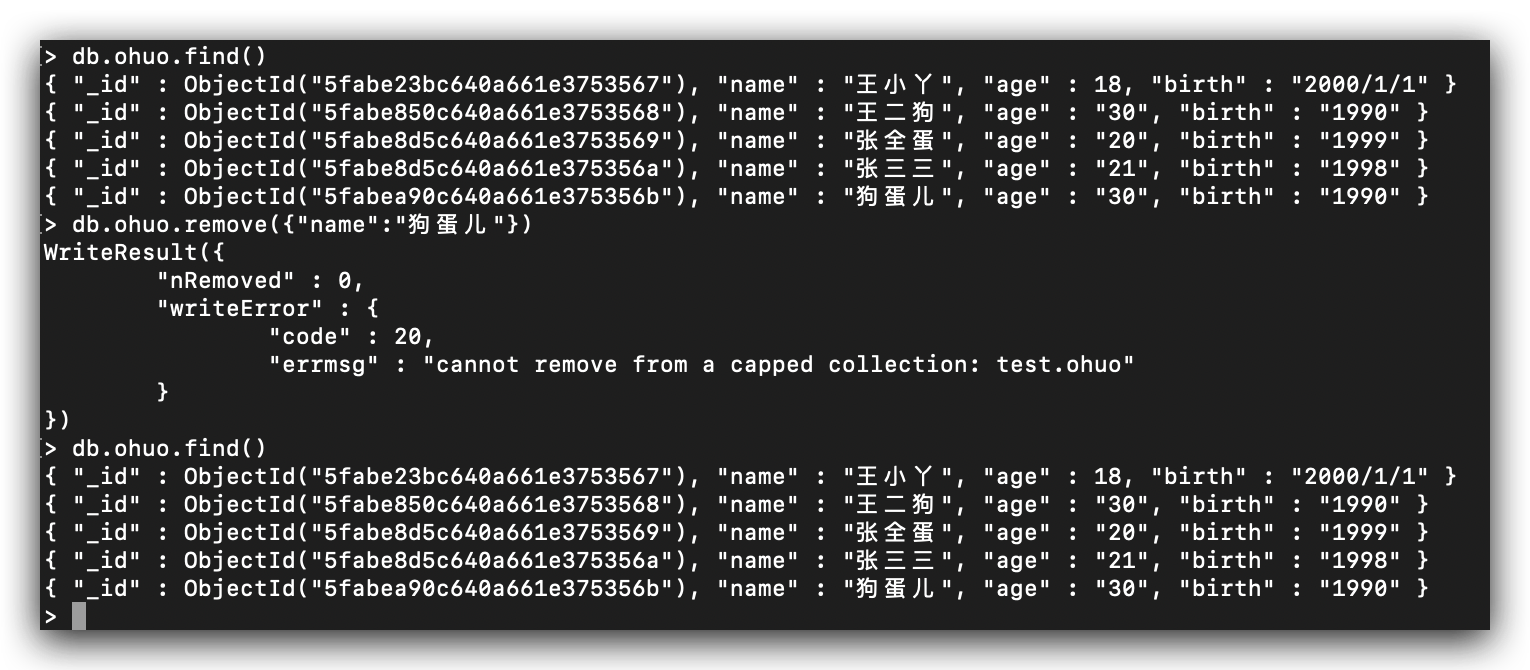 > db.ohuo.find()
{ "_id" : ObjectId("5fabe23bc640a661e3753567"), "name" : "王小丫", "age" : 18, "birth" : "2000/1/1" }
{ "_id" : ObjectId("5fabe850c640a661e3753568"), "name" : "王二狗", "age" : "30", "birth" : "1990" }
{ "_id" : ObjectId("5fabe8d5c640a661e3753569"), "name" : "张全蛋", "age" : "20", "birth" : "1999" }
{ "_id" : ObjectId("5fabe8d5c640a661e375356a"), "name" : "张三三", "age" : "21", "birth" : "1998" }
{ "_id" : ObjectId("5fabea90c640a661e375356b"), "name" : "狗蛋儿", "age" : "30", "birth" : "1990" }
> db.ohuo.remove({"name":"狗蛋儿"})
WriteResult({
        "nRemoved" : 0,
        "writeError" : {
                "code" : 20,
                "errmsg" : "cannot remove from a capped collection: test.ohuo"
        }
})
> db.ohuo.find()
{ "_id" : ObjectId("5fabe23bc640a661e3753567"), "name" : "王小丫", "age" : 18, "birth" : "2000/1/1" }
{ "_id" : ObjectId("5fabe850c640a661e3753568"), "name" : "王二狗", "age" : "30", "birth" : "1990" }
{ "_id" : ObjectId("5fabe8d5c640a661e3753569"), "name" : "张全蛋", "age" : "20", "birth" : "1999" }
{ "_id" : ObjectId("5fabe8d5c640a661e375356a"), "name" : "张三三", "age" : "21", "birth" : "1998" }
{ "_id" : ObjectId("5fabea90c640a661e375356b"), "name" : "狗蛋儿", "age" : "30", "birth" : "1990" }
>